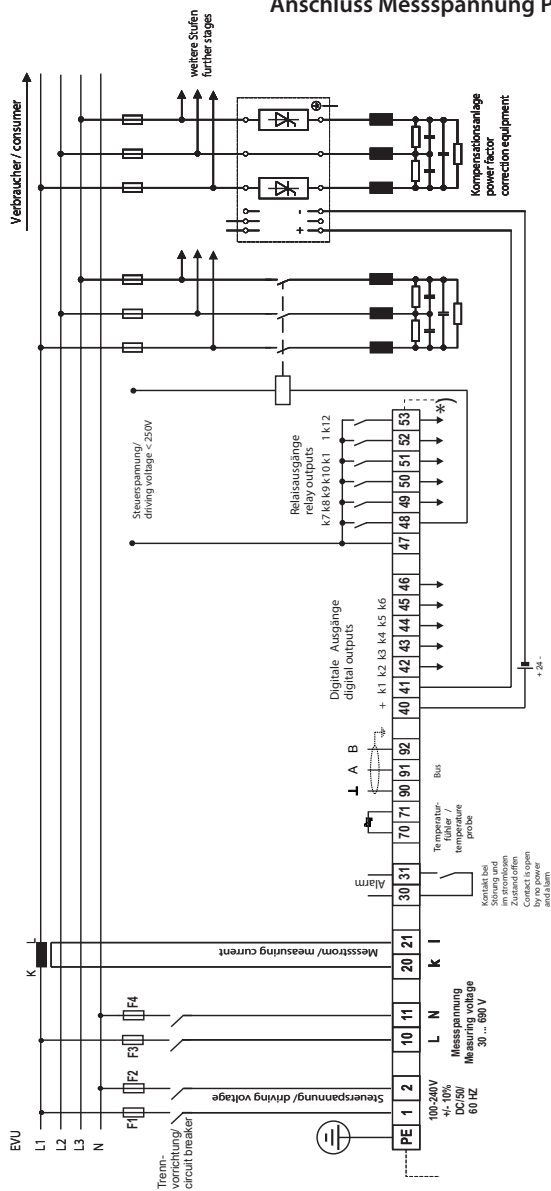 Anschluss Messspannung P
EVU
L1
L2
L3
N
Verbraucher / consumer
Trenn-
vorrichtung/
circuit breaker
F1
F2
F3
F4
Steuerspannung/ driving voltage
K
L
Messstrom/ measuring current
Alarm
A
B
Digitale Ausgänge
digital outputs
+ k1 k2 k3 k4 k5 k6
Steuerspannung/
driving voltage < 250V
Relaisausgänge
relay outputs
k7 k8 k9 k10 k1 1 k12
weitere Stufen
further stages
+ -
Kompensationsanlage
power factor
correction equipment
PE 1 2 10 11 20 21 30 31 70 71 90 91 92 40 41 42 43 44 45 46 47 48 49 50 51 52 53
*)
100-240V
+/- 10%
DC/50/
60 HZ
L N
Messspannung
Measuring voltage
30 ... 690 V
k l
Kontakt bei
Störung und
im stromlosen
Zustand offen
Contact is open
by no power
and alarm
Temperatur-
fühler /
temperature
probe
Bus
+ 24 -